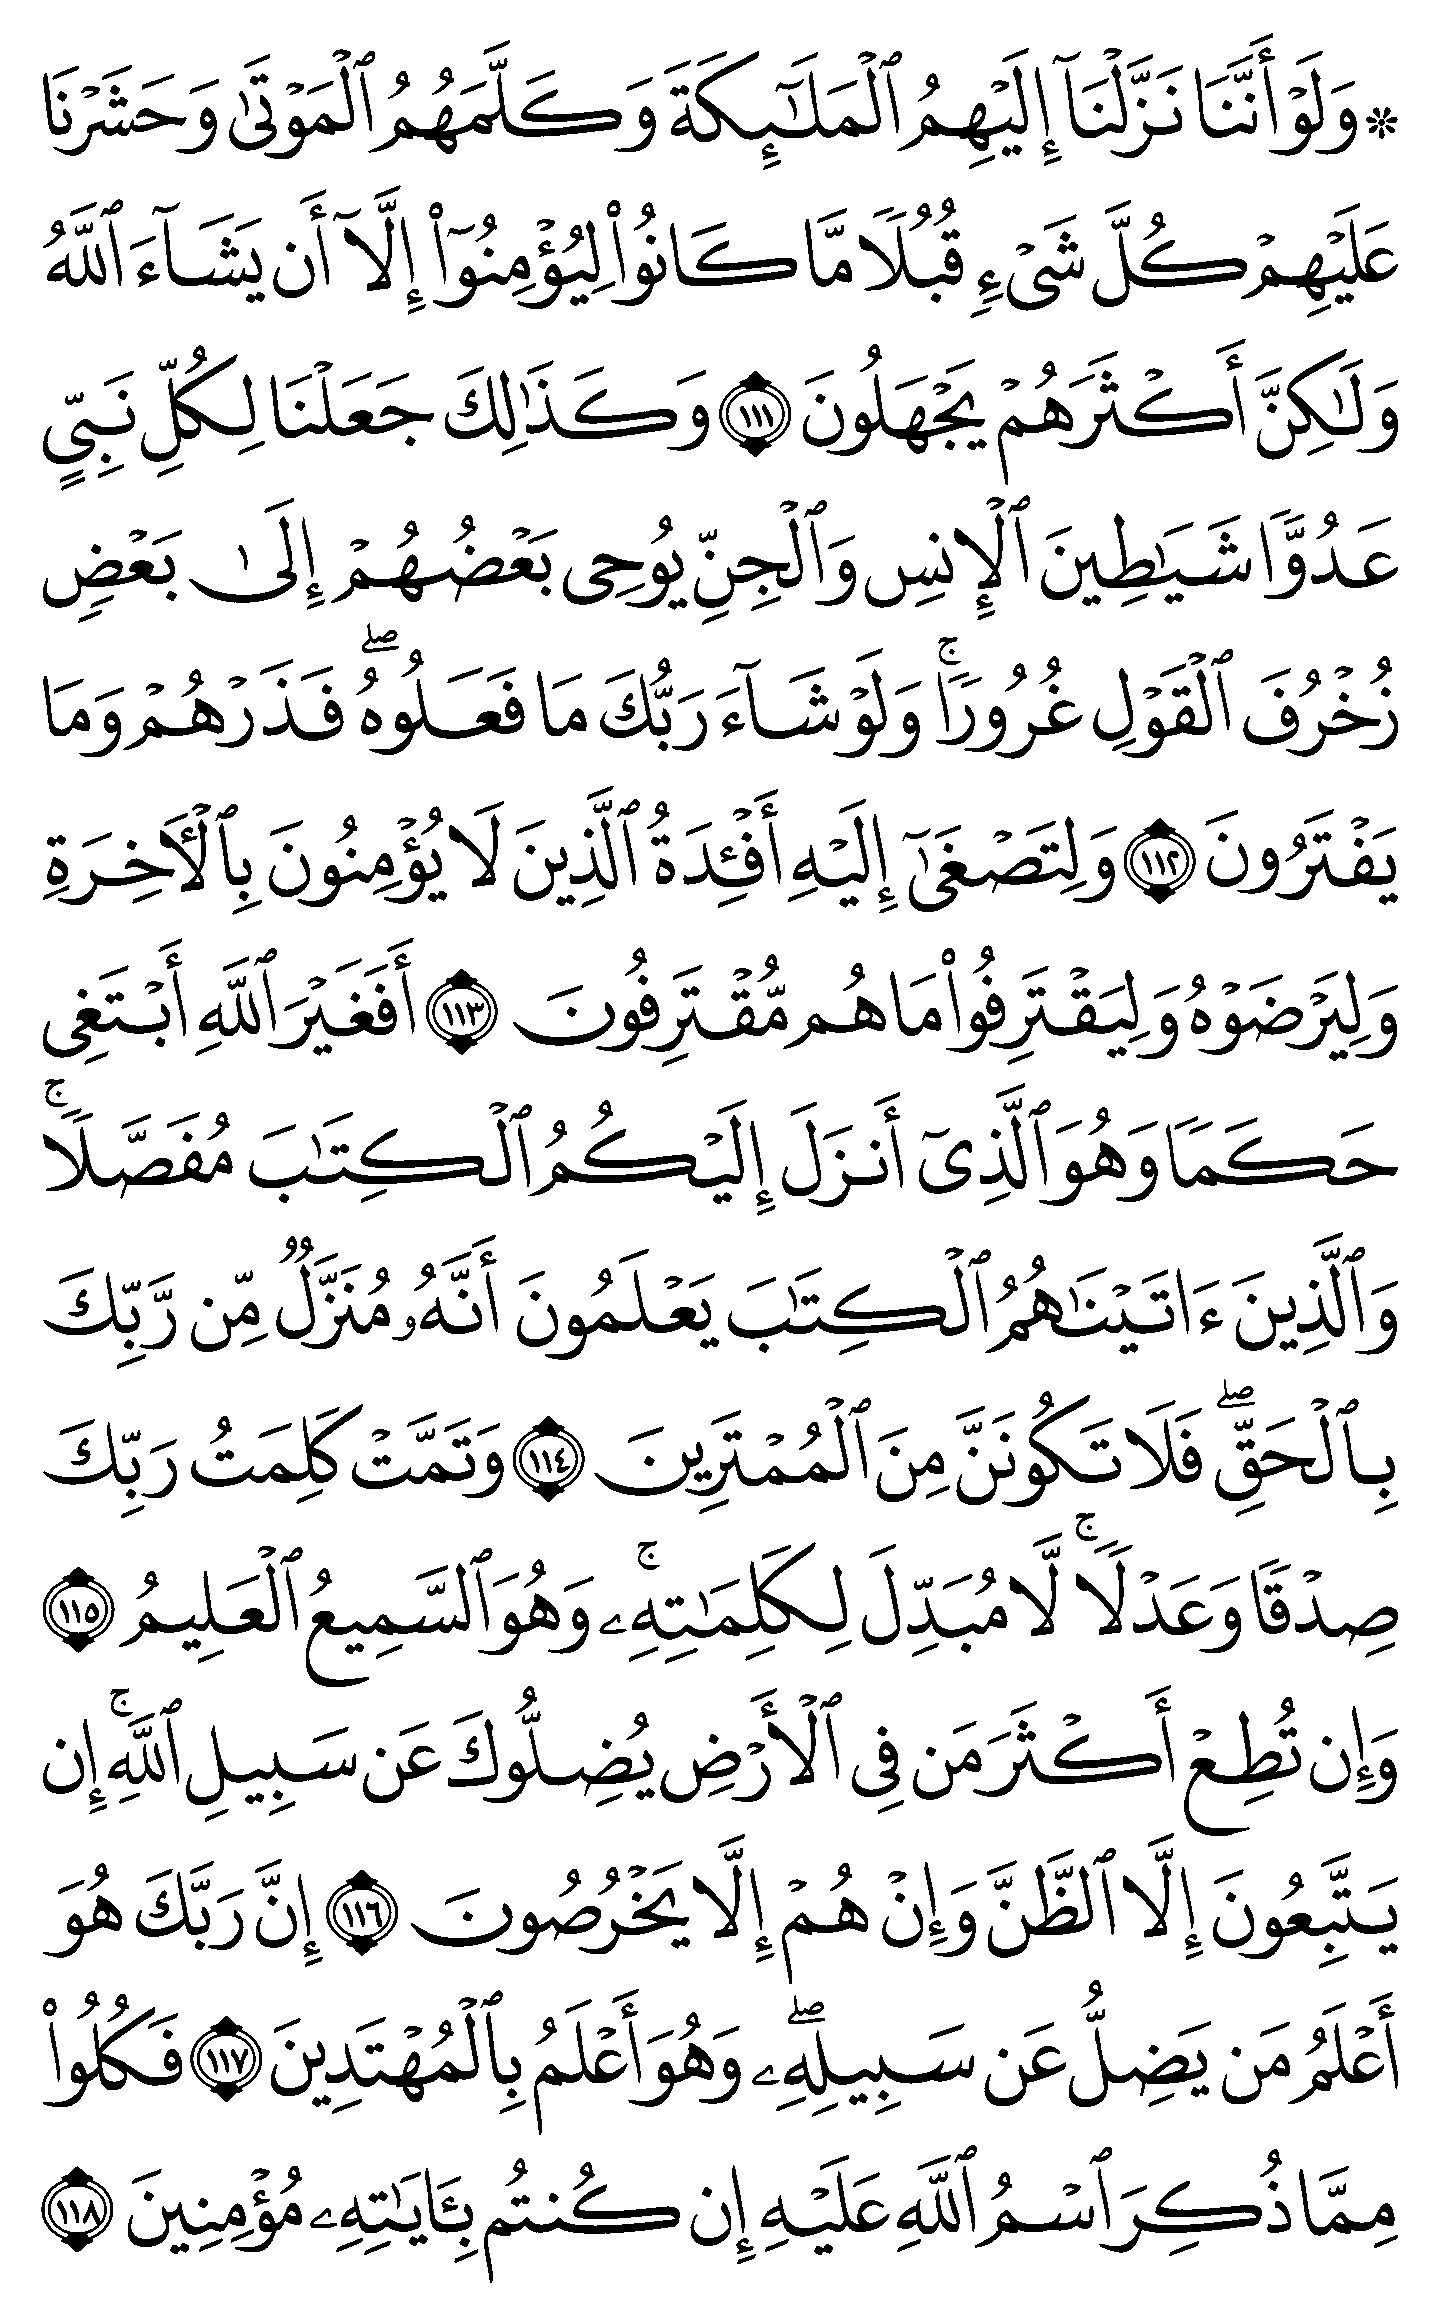 ۞ وَلَوۡ أَنَّنَا نَزَّلۡنَآ إِلَيۡهِمُ ٱلۡمَلَٰٓئِكَةَ وَكَلَّمَهُمُ ٱلۡمَوۡتَىٰ وَحَشَرۡنَا
عَلَيۡهِمۡ كُلَّ شَيۡءٖ قُبُلٗا مَّا كَانُواْ لِيُؤۡمِنُوٓاْ إِلَّآ أَن يَشَآءَ ٱللَّهُ
وَلَٰكِنَّ أَكۡثَرَهُمۡ يَجۡهَلُونَ ١١١ وَكَذَٰلِكَ جَعَلۡنَا لِكُلِّ نَبِيٍّ
عَدُوّٗا شَيَٰطِينَ ٱلۡإِنسِ وَٱلۡجِنِّ يُوحِي بَعۡضُهُمۡ إِلَىٰ بَعۡضٖ
زُخۡرُفَ ٱلۡقَوۡلِ غُرُورٗاۚ وَلَوۡ شَآءَ رَبُّكَ مَا فَعَلُوهُۖ فَذَرۡهُمۡ وَمَا
يَفۡتَرُونَ ١١٢ وَلِتَصۡغَىٰٓ إِلَيۡهِ أَفۡـِٔدَةُ ٱلَّذِينَ لَا يُؤۡمِنُونَ بِٱلۡأٓخِرَةِ
وَلِيَرۡضَوۡهُ وَلِيَقۡتَرِفُواْ مَا هُم مُّقۡتَرِفُونَ ١١٣ أَفَغَيۡرَ ٱللَّهِ أَبۡتَغِي
حَكَمٗا وَهُوَ ٱلَّذِيٓ أَنزَلَ إِلَيۡكُمُ ٱلۡكِتَٰبَ مُفَصَّلٗاۚ
وَٱلَّذِينَ ءَاتَيۡنَٰهُمُ ٱلۡكِتَٰبَ يَعۡلَمُونَ أَنَّهُۥ مُنَزَّلٞ مِّن رَّبِّكَ
بِٱلۡحَقِّۖ فَلَا تَكُونَنَّ مِنَ ٱلۡمُمۡتَرِينَ ١١٤ وَتَمَّتۡ كَلِمَتُ رَبِّكَ
صِدۡقٗا وَعَدۡلٗاۚ لَّا مُبَدِّلَ لِكَلِمَٰتِهِۦۚ وَهُوَ ٱلسَّمِيعُ ٱلۡعَلِيمُ ١١٥
وَإِن تُطِعۡ أَكۡثَرَ مَن فِي ٱلۡأَرۡضِ يُضِلُّوكَ عَن سَبِيلِ ٱللَّهِۚ إِن
يَتَّبِعُونَ إِلَّا ٱلظَّنَّ وَإِنۡ هُمۡ إِلَّا يَخۡرُصُونَ ١١٦ إِنَّ رَبَّكَ هُوَ
أَعۡلَمُ مَن يَضِلُّ عَن سَبِيلِهِۦۖ وَهُوَ أَعۡلَمُ بِٱلۡمُهۡتَدِينَ ١١٧ فَكُلُواْ
مِمَّا ذُكِرَ ٱسۡمُ ٱللَّهِ عَلَيۡهِ إِن كُنتُم بِـَٔايَٰتِهِۦ مُؤۡمِنِينَ ١١٨